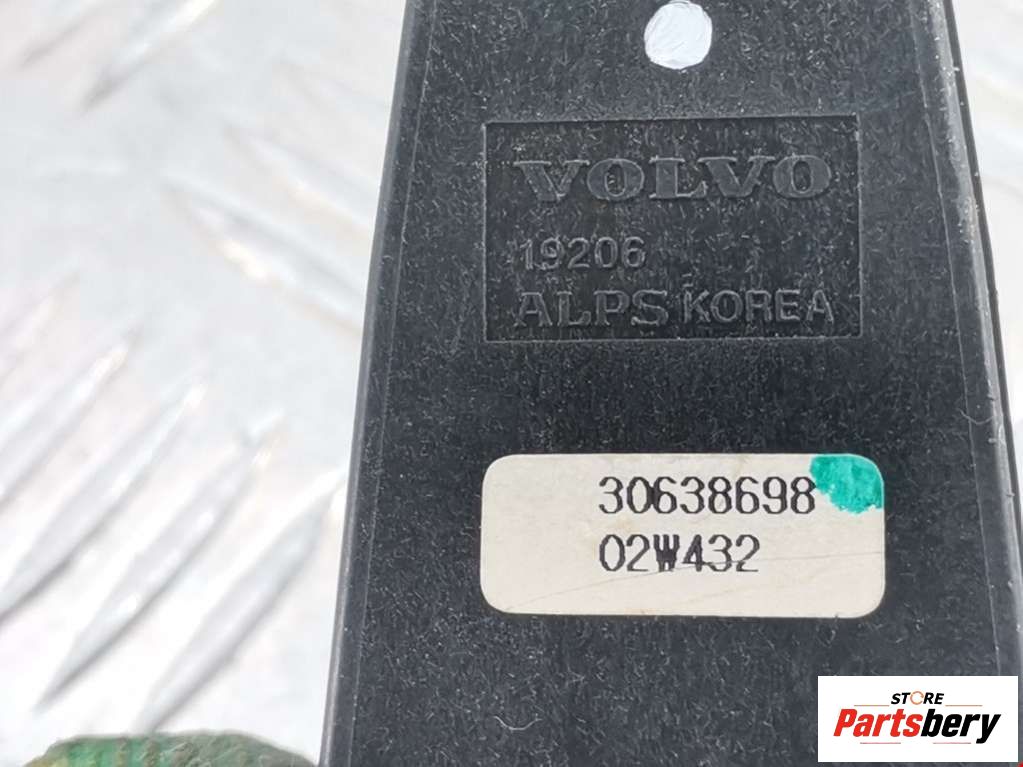 VOLVO
19206
ALPS KOREA
30638698
02W432
STORE
Partsbery